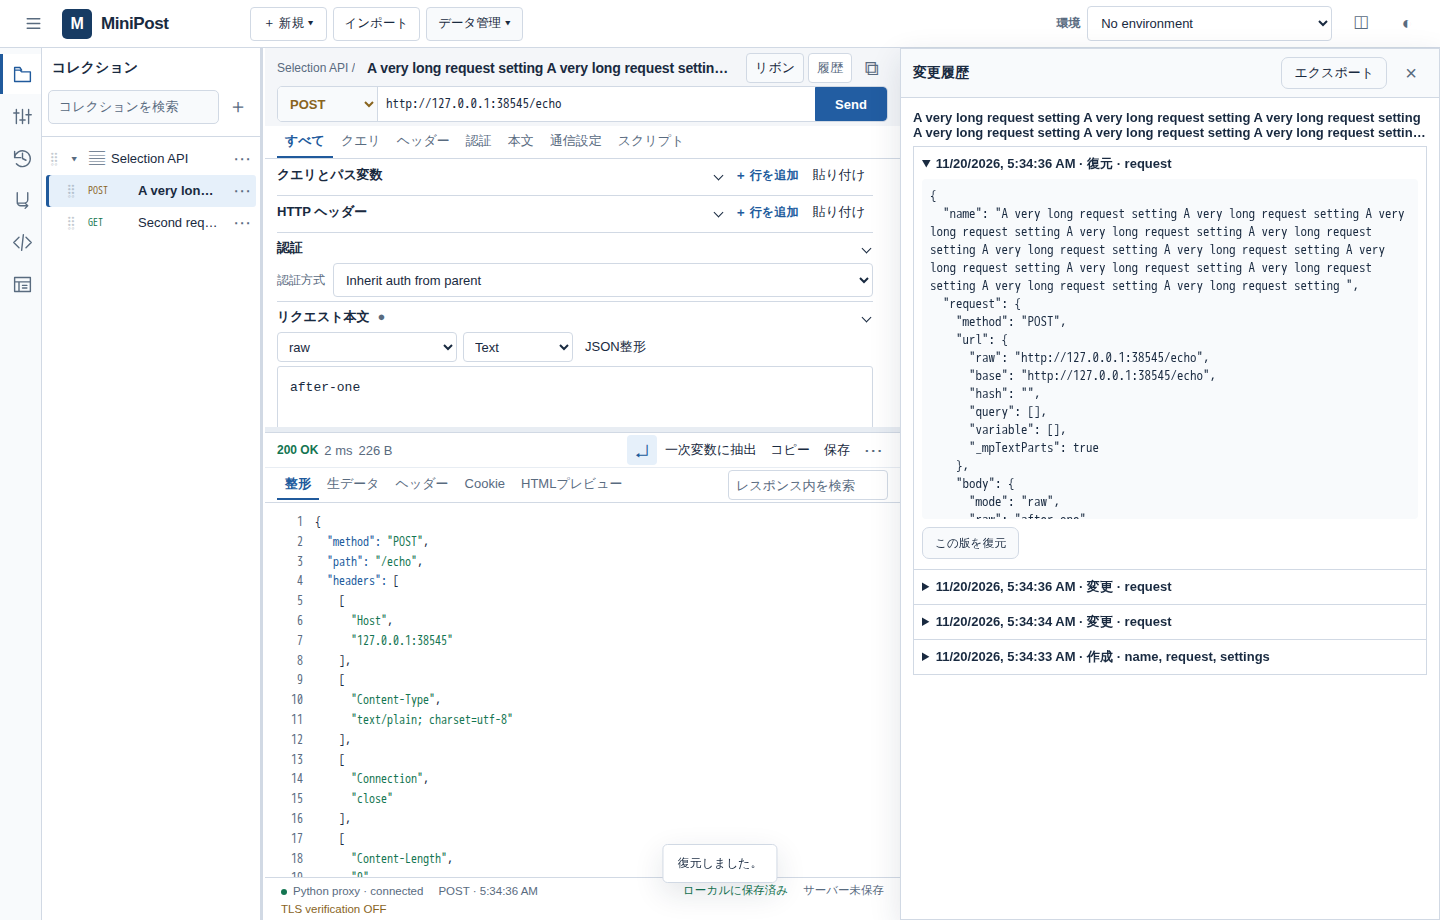 M MiniPost
＋ 新規 ▾ インポート データ管理 ▾
環境 No environment
コレクション
コレクションを検索 ＋
▾ Selection API ···
POST A very lon… ···
GET Second req… ···
Selection API / A very long request setting A very long request settin… リボン 履歴
POST http://127.0.0.1:38545/echo Send
すべて クエリ ヘッダー 認証 本文 通信設定 スクリプト
クエリとパス変数 + 行を追加 貼り付け
HTTP ヘッダー + 行を追加 貼り付け
認証
認証方式 Inherit auth from parent
リクエスト本文 ●
raw Text JSON整形
after-one
200 OK 2 ms 226 B 一次変数に抽出 コピー 保存 ···
整形 生データ ヘッダー Cookie HTMLプレビュー レスポンス内を検索
1 {
2 "method": "POST",
3 "path": "/echo",
4 "headers": [
5 [
6 "Host",
7 "127.0.0.1:38545"
8 ],
9 [
10 "Content-Type",
11 "text/plain; charset=utf-8"
12 ],
13 [
14 "Connection",
15 "close"
16 ],
17 [
18 "Content-Length",
19 "9"
Python proxy · connected POST · 5:34:36 AM ローカルに保存済み サーバー未保存
TLS verification OFF
復元しました。
変更履歴 エクスポート ×
A very long request setting A very long request setting A very long request setting
A very long request setting A very long request setting A very long request settin…
▼ 11/20/2026, 5:34:36 AM · 復元 · request
{
"name": "A very long request setting A very long request setting A very
long request setting A very long request setting A very long request
setting A very long request setting A very long request setting A very
long request setting A very long request setting A very long request
setting A very long request setting A very long request setting ",
"request": {
"method": "POST",
"url": {
"raw": "http://127.0.0.1:38545/echo",
"base": "http://127.0.0.1:38545/echo",
"hash": "",
"query": [],
"variable": [],
"_mpTextParts": true
},
"body": {
"mode": "raw",
"raw": "after-one"
この版を復元
▶ 11/20/2026, 5:34:36 AM · 変更 · request
▶ 11/20/2026, 5:34:34 AM · 変更 · request
▶ 11/20/2026, 5:34:33 AM · 作成 · name, request, settings